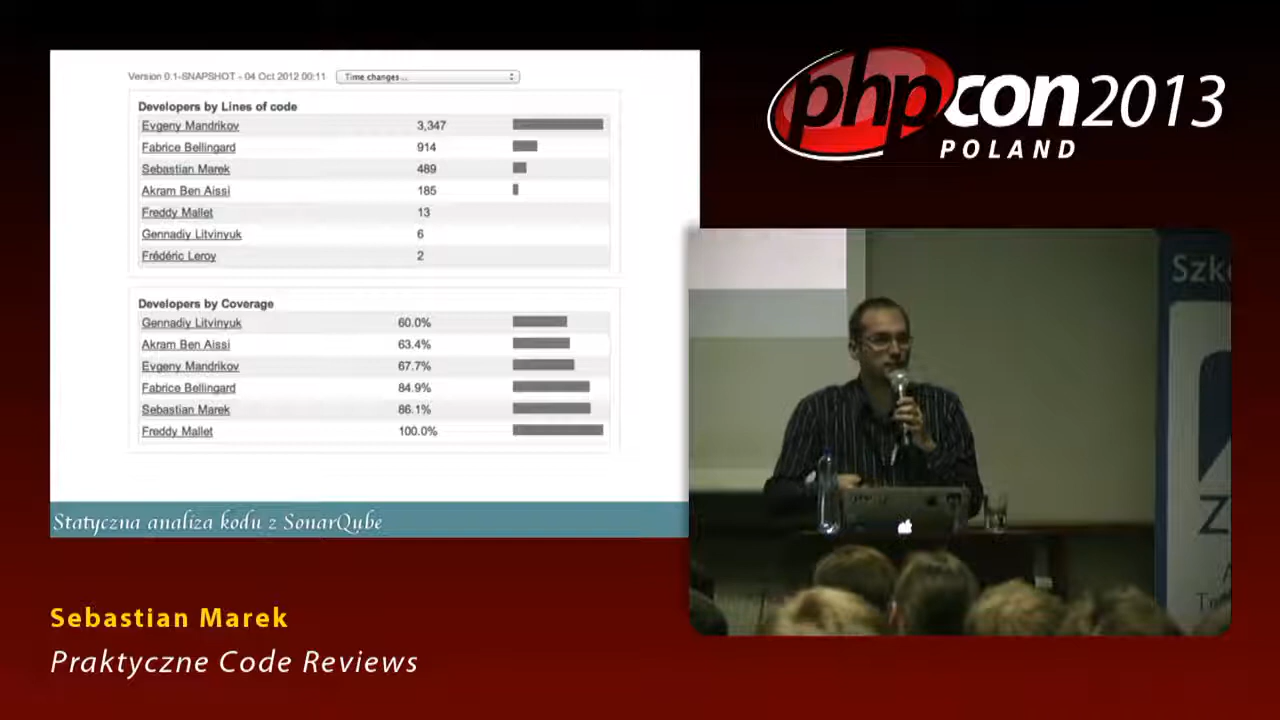 Version 0.1-SNAPSHOT - 04 Oct 2012 00:11 Time changes...
Developers by Lines of code
Evgeny Mandrikov 3,347
Fabrice Bellingard 914
Sebastian Marek 489
Akram Ben Aissi 185
Freddy Mallet 13
Gennadiy Litvinyuk 6
Frédéric Leroy 2
Developers by Coverage
Gennadiy Litvinyuk 60.0%
Akram Ben Aissi 63.4%
Evgeny Mandrikov 67.7%
Fabrice Bellingard 84.9%
Sebastian Marek 86.1%
Freddy Mallet 100.0%
Statyczna analiza kodu z SonarQube
phpcon 2013
POLAND
Sebastian Marek
Praktyczne Code Reviews